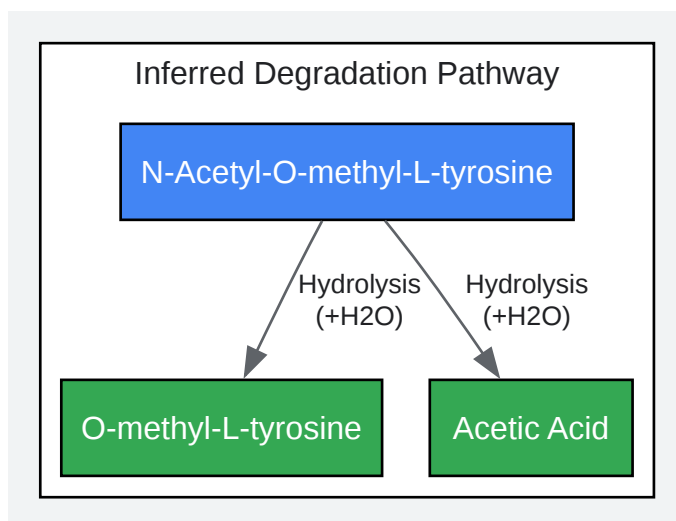 Inferred Degradation Pathway
N-Acetyl-O-methyl-L-tyrosine
Hydrolysis
(+H2O)
Hydrolysis
(+H2O)
O-methyl-L-tyrosine
Acetic Acid